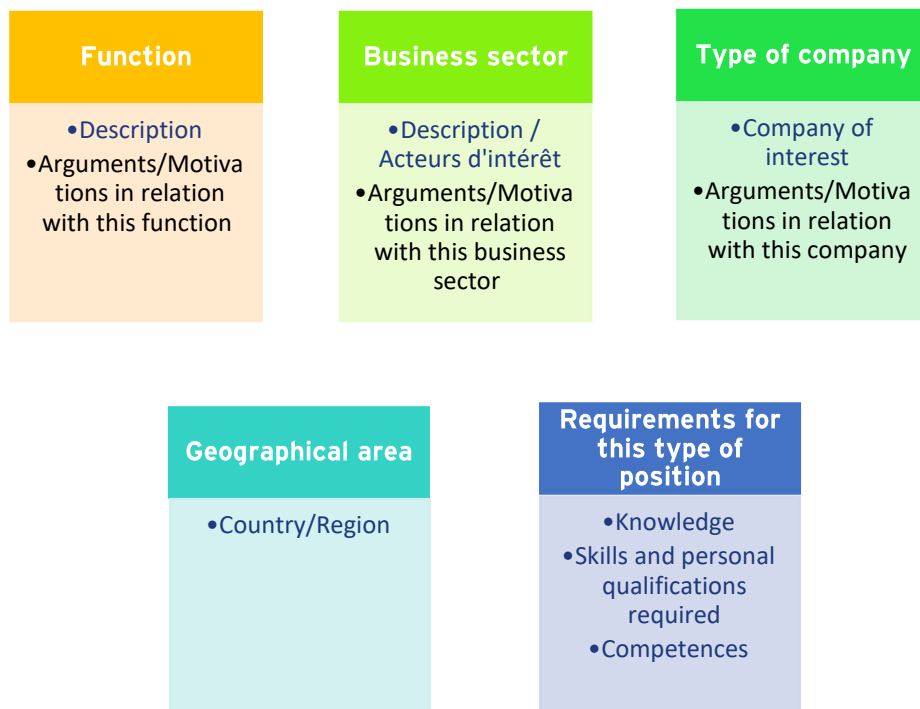 Function
•Description
•Arguments/Motiva
tions in relation
with this function
Business sector
•Description /
Acteurs d'intérêt
•Arguments/Motiva
tions in relation
with this business
sector
Type of company
•Company of
interest
•Arguments/Motiva
tions in relation
with this company
Geographical area
•Country/Region
Requirements for
this type of
position
•Knowledge
•Skills and personal
qualifications
required
•Competences